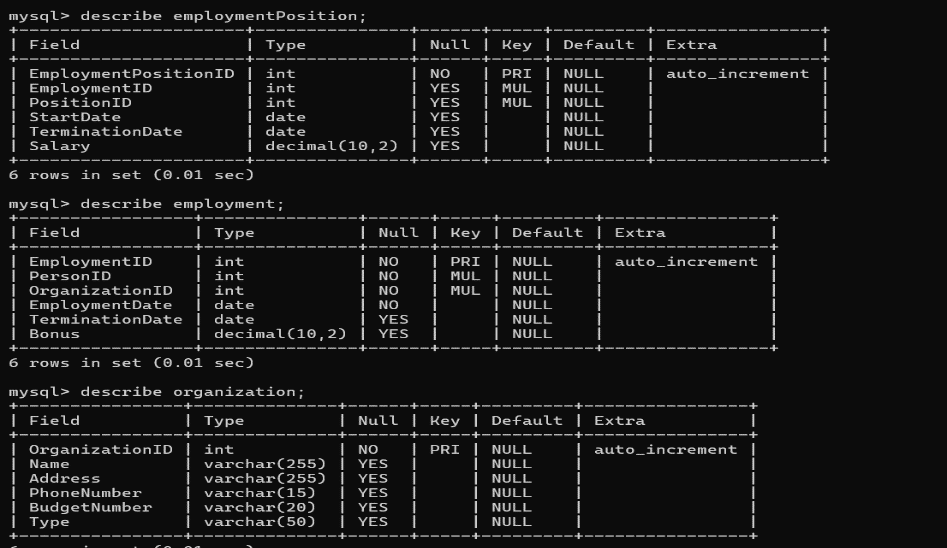 mysql> describe employmentPosition;
+----------------------+---------------+------+-----+---------+----------------+
| Field | Type | Null | Key | Default | Extra |
+----------------------+---------------+------+-----+---------+----------------+
| EmploymentPositionID | int | NO | PRI | NULL | auto_increment |
| EmploymentID | int | YES | MUL | NULL | |
| PositionID | int | YES | MUL | NULL | |
| StartDate | date | YES | | NULL | |
| TerminationDate | date | YES | | NULL | |
| Salary | decimal(10,2) | YES | | NULL | |
+----------------------+---------------+------+-----+---------+----------------+
6 rows in set (0.01 sec)
mysql> describe employment;
+-----------------+---------------+------+-----+---------+----------------+
| Field | Type | Null | Key | Default | Extra |
+-----------------+---------------+------+-----+---------+----------------+
| EmploymentID | int | NO | PRI | NULL | auto_increment |
| PersonID | int | NO | MUL | NULL | |
| OrganizationID | int | NO | MUL | NULL | |
| EmploymentDate | date | NO | | NULL | |
| TerminationDate | date | YES | | NULL | |
| Bonus | decimal(10,2) | YES | | NULL | |
+-----------------+---------------+------+-----+---------+----------------+
6 rows in set (0.01 sec)
mysql> describe organization;
+----------------+--------------+------+-----+---------+----------------+
| Field | Type | Null | Key | Default | Extra |
+----------------+--------------+------+-----+---------+----------------+
| OrganizationID | int | NO | PRI | NULL | auto_increment |
| Name | varchar(255) | YES | | NULL | |
| Address | varchar(255) | YES | | NULL | |
| PhoneNumber | varchar(15) | YES | | NULL | |
| BudgetNumber | varchar(20) | YES | | NULL | |
| Type | varchar(50) | YES | | NULL | |
+----------------+--------------+------+-----+---------+----------------+